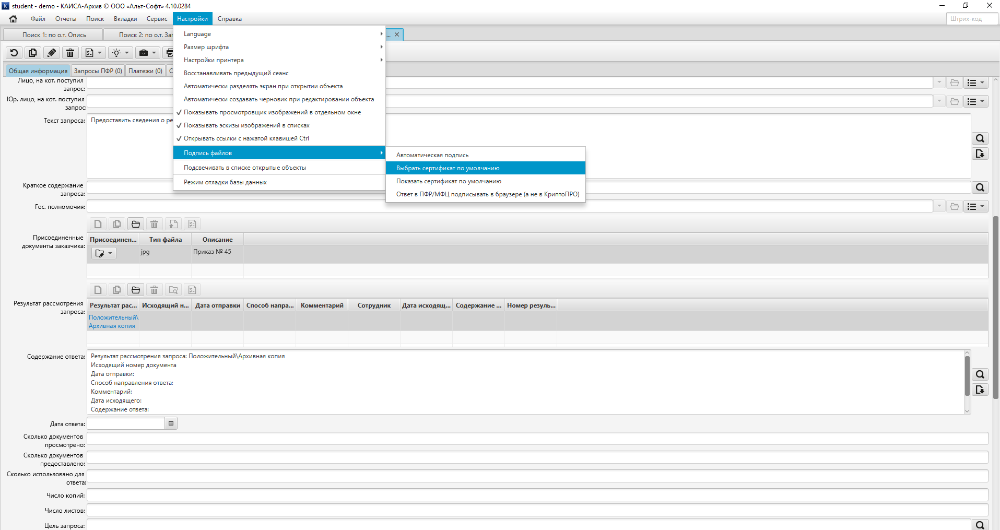 student - demo - КАИСА-Архив © ООО «Альт-Софт» 4.10.0284
Файл Отчеты Поиск Вкладки Сервис Настройки Справка
Штрих-код
Поиск 1: по о.т. Опись
Поиск 2: по о.т. Заг
...
Общая информация
Запросы ПФР (0)
Платежи (0)
С
Language
Размер шрифта
Настройки принтера
Восстанавливать предыдущий сеанс
Автоматически разделять экран при открытии объекта
Автоматически создавать черновик при редактировании объекта
Показывать просмотровщик изображений в отдельном окне
Показывать эскизы изображений в списках
Открывать ссылки с нажатой клавишей Ctrl
Подпись файлов
Подсвечивать в списке открытые объекты
Режим отладки базы данных
Автоматическая подпись
Выбрать сертификат по умолчанию
Показать сертификат по умолчанию
Ответ в ПФР/МФЦ подписывать в браузере (а не в КриптоПРО)
Лицо, на кот. поступил
запрос:
Юр. лицо, на кот. поступил
запрос:
Текст запроса:
Предоставить сведения о ре
Краткое содержание
запроса:
Гос. полномочия:
Присоединенные
документы заказчика:
Присоединен... Тип файла Описание
jpg Приказ № 45
Результат рассмотрения
запроса:
Результат рас... Исходящий н... Дата отправки Способ напра... Комментарий Сотрудник Дата исходящ... Содержание ... Номер резуль...
Положительный\
Архивная копия
Содержание ответа:
Результат рассмотрения запроса: Положительный\Архивная копия
Исходящий номер документа
Дата отправки:
Способ направления ответа:
Комментарий:
Дата исходящего:
Содержание ответа:
Дата ответа:
Сколько документов
просмотрено:
Сколько документов
предоставлено:
Сколько использовано для
ответа:
Число копий:
Число листов:
Цель запроса: